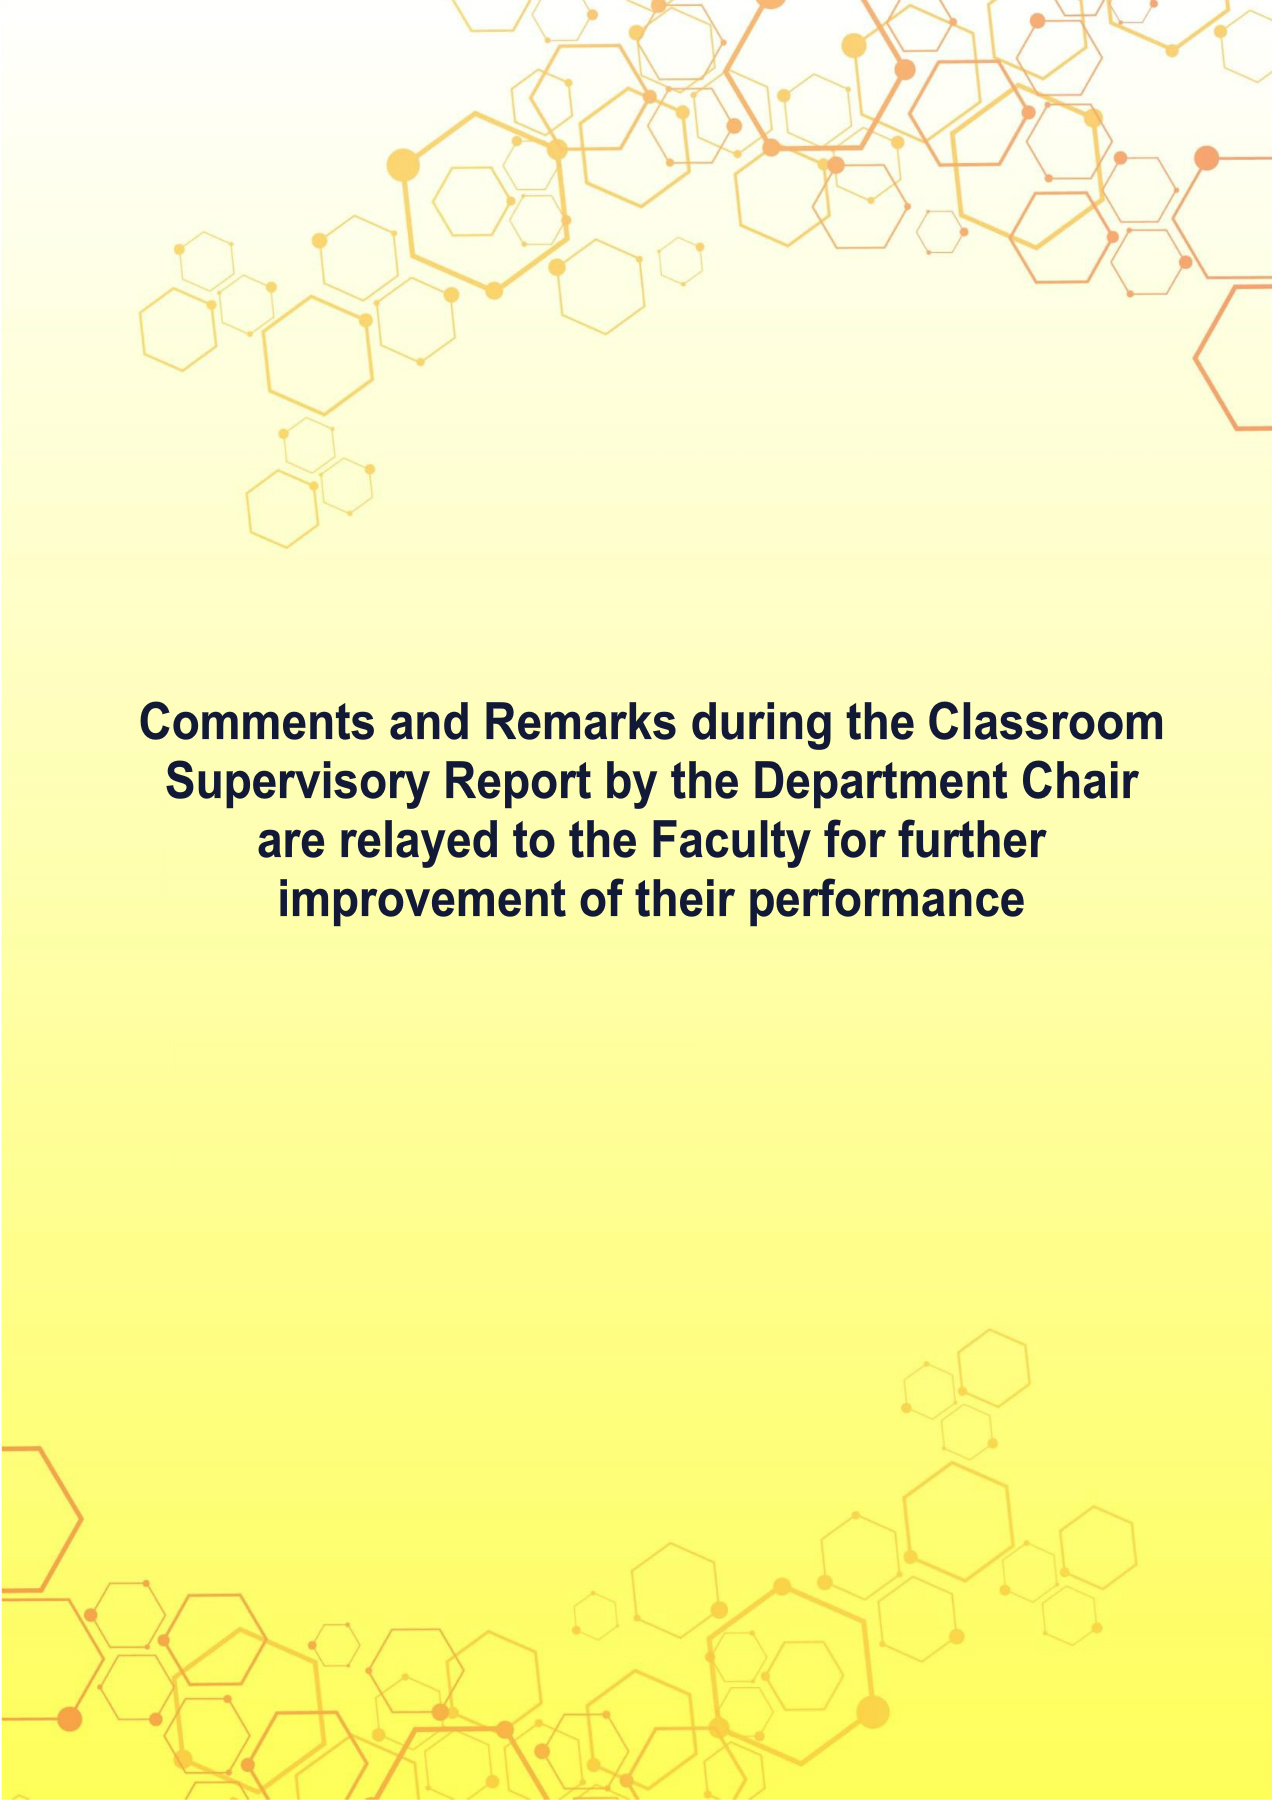 Comments and Remarks during the Classroom
Supervisory Report by the Department Chair
are relayed to the Faculty for further
improvement of their performance